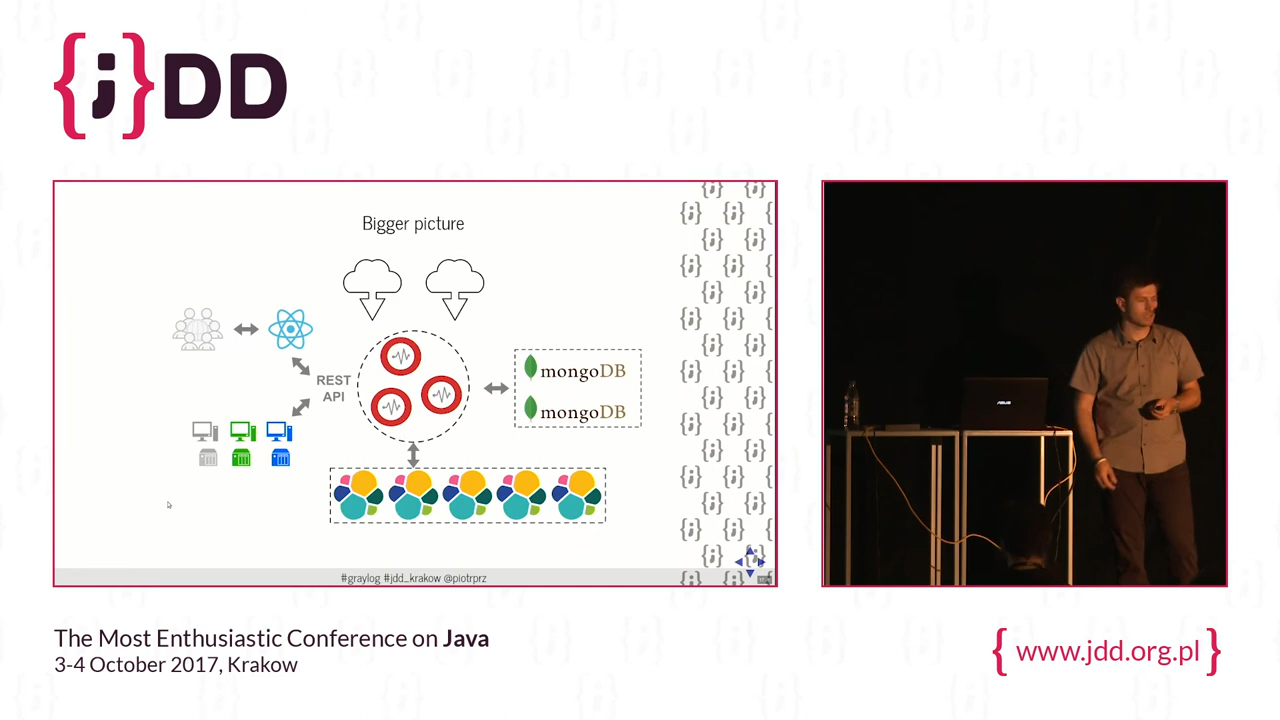 {;}DD
Bigger picture
REST
API
mongoDB
mongoDB
#graylog #jdd_krakow @piotrprz
ASUS
The Most Enthusiastic Conference on Java
3-4 October 2017, Krakow
{ www.jdd.org.pl }